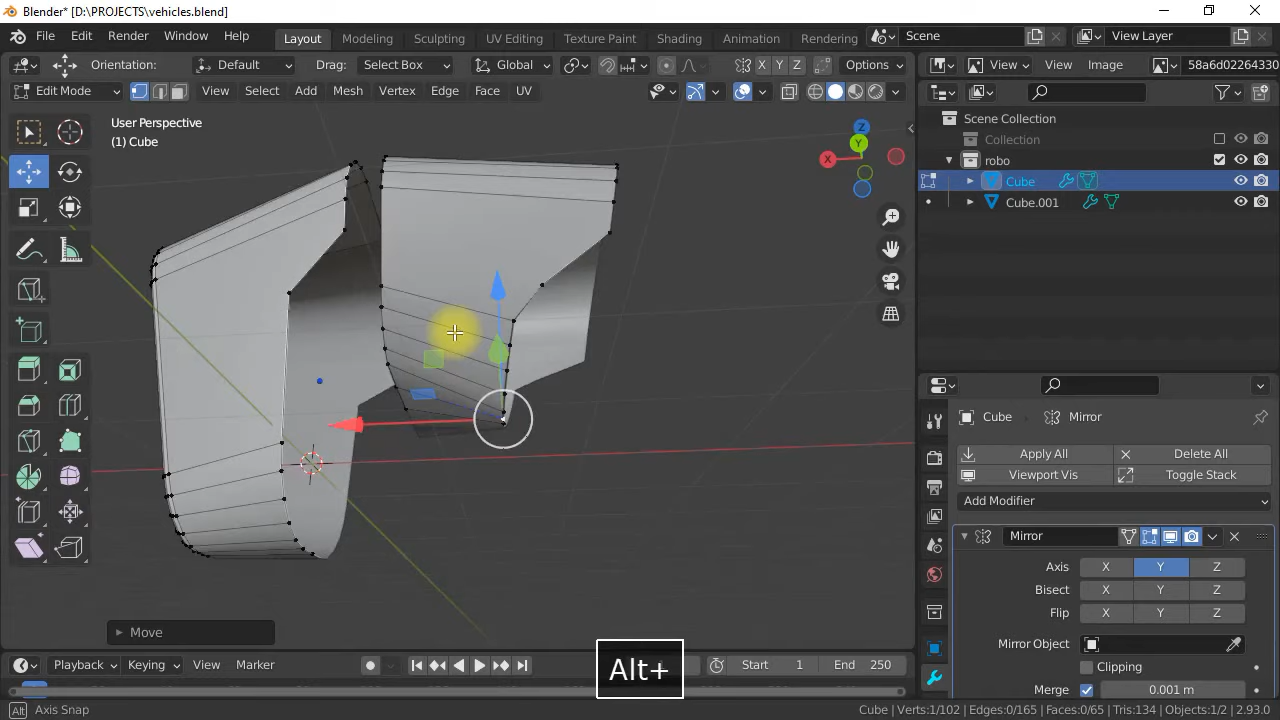 Blender* [D:\PROJECTS\vehicles.blend]
File Edit Render Window Help
Layout Modeling Sculpting UV Editing Texture Paint Shading Animation Rendering
Scene
View Layer
Orientation: Default Drag: Select Box Global X Y Z Options
View Image 58a6d02264330
Edit Mode View Select Add Mesh Vertex Edge Face UV
User Perspective
(1) Cube
Z
Y
X
Scene Collection
Collection
robo
Cube
Cube.001
Cube Mirror
Apply All Delete All
Viewport Vis Toggle Stack
Add Modifier
Mirror
Axis X Y Z
Bisect X Y Z
Flip X Y Z
Mirror Object
Clipping
Merge 0.001 m
Move
Alt+
Playback Keying View Marker Start 1 End 250
Alt Axis Snap
Cube | Verts:1/102 | Edges:0/165 | Faces:0/65 | Tris:134 | Objects:1/2 | 2.93.0